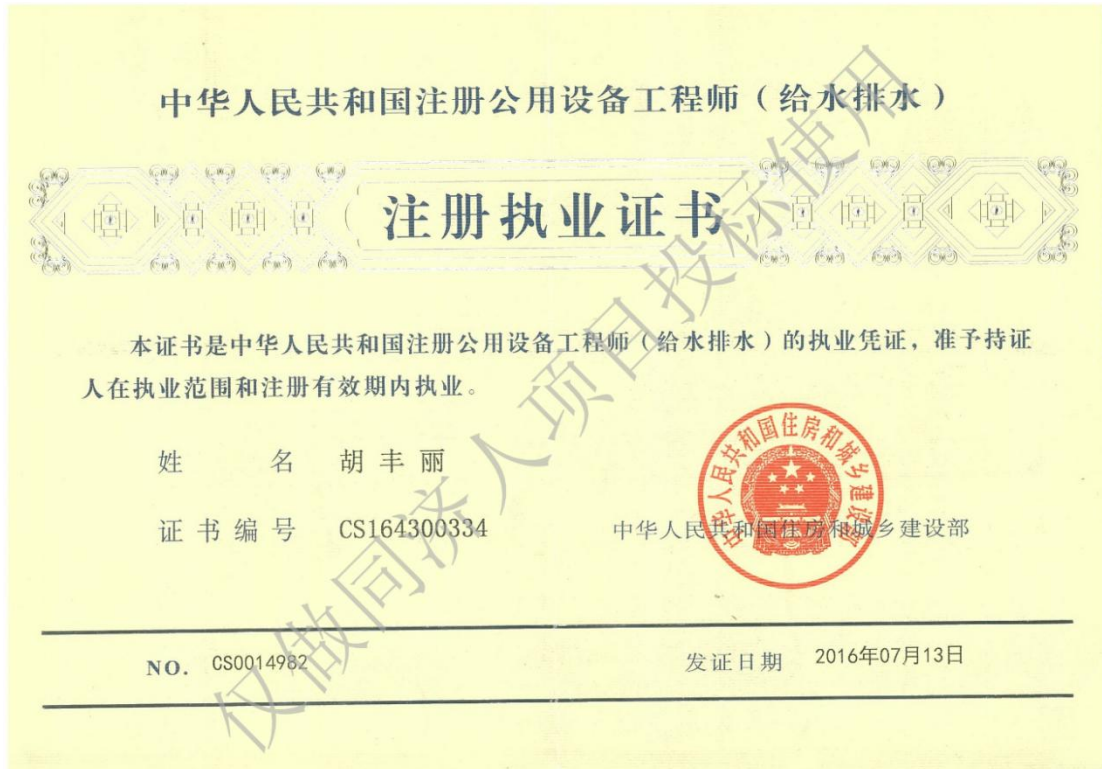 中华人民共和国注册公用设备工程师（给水排水）
注册执业证书
本证书是中华人民共和国注册公用设备工程师（给水排水）的执业凭证，准予持证
人在执业范围和注册有效期内执业。
姓 名 胡丰丽
证书编号 CS164300334
中华人民共和国住房和城乡建设部
中华人民共和国住房和城乡建设部
NO. CS0014982
发证日期 2016年07月13日
仅做同济人项目投标使用